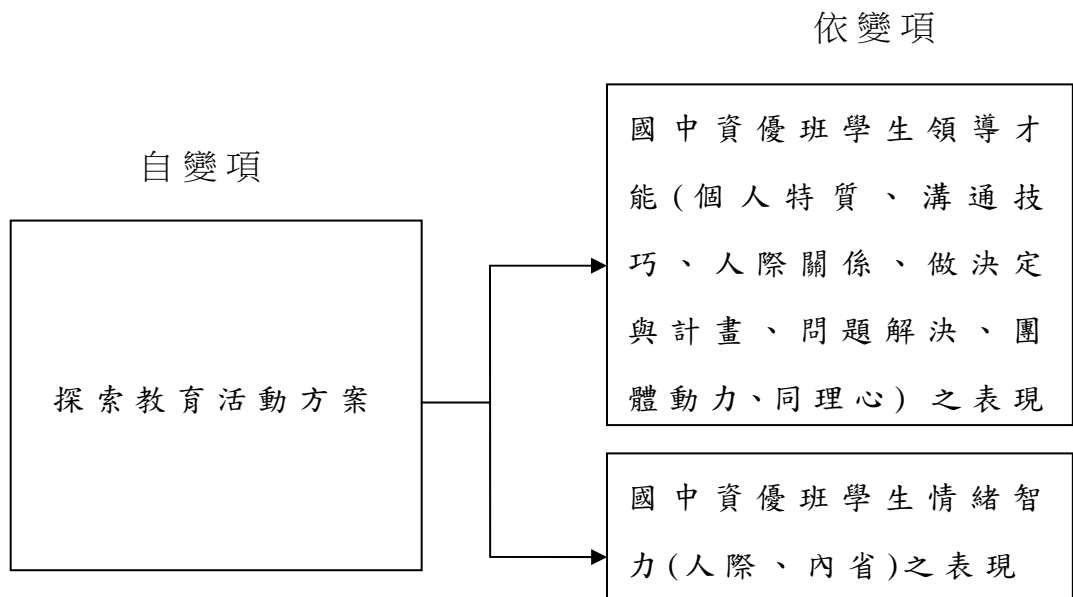 依變項
自變項
國中資優班學生領導才
能(個人特質、溝通技
巧、人際關係、做決定
與計畫、問題解決、團
體動力、同理心)之表現
探索教育活動方案
國中資優班學生情緒智
力(人際、內省)之表現